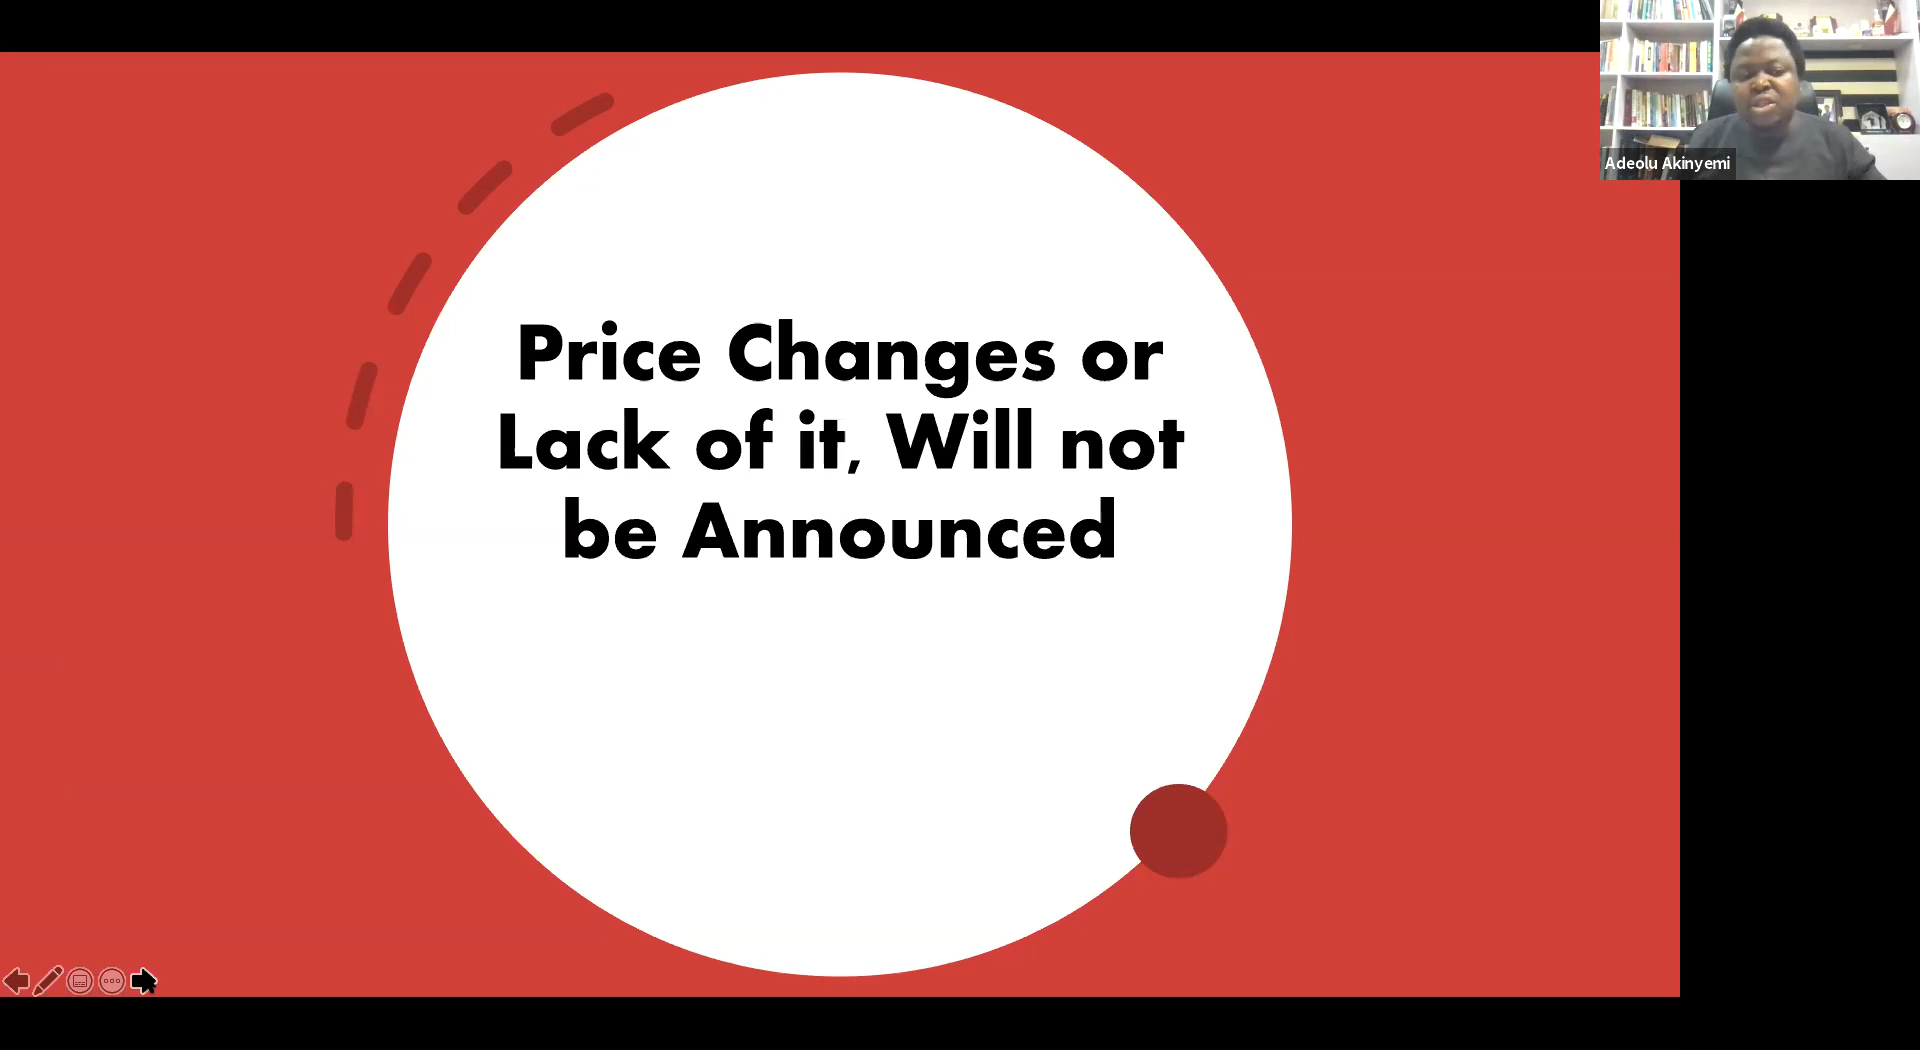 Adeolu Akinyemi
Price Changes or
Lack of it, Will not
be Announced